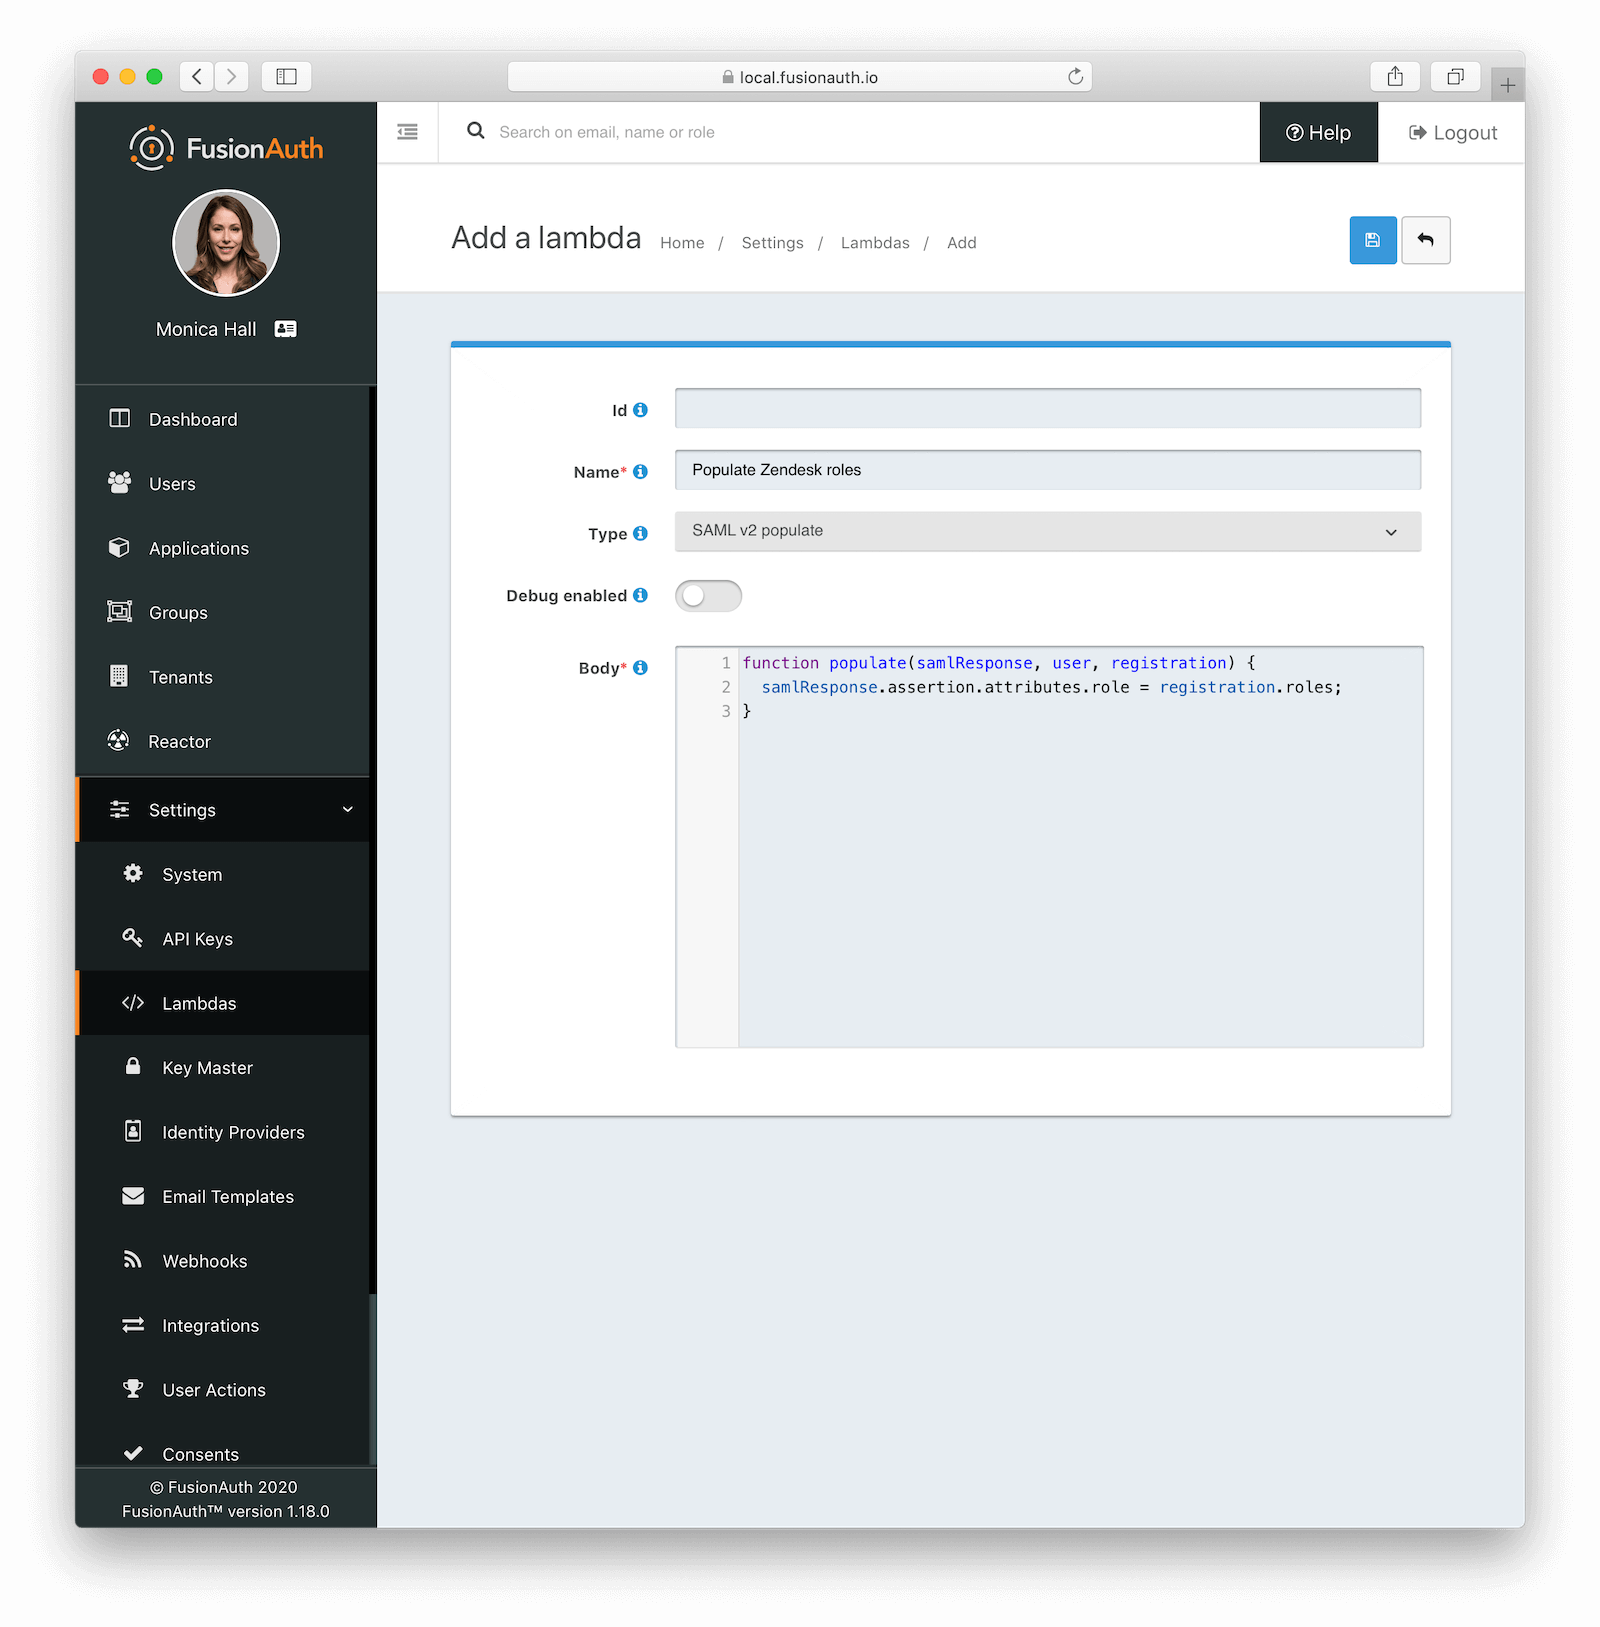 local.fusionauth.io
FusionAuth
Monica Hall
Dashboard
Users
Applications
Groups
Tenants
Reactor
Settings
System
API Keys
Lambdas
Key Master
Identity Providers
Email Templates
Webhooks
Integrations
User Actions
Consents
© FusionAuth 2020
FusionAuth™ version 1.18.0
Search on email, name or role
Help
Logout
Add a lambda
Home / Settings / Lambdas / Add
Id
Name* Populate Zendesk roles
Type SAML v2 populate
Debug enabled
Body*
1 function populate(samlResponse, user, registration) {
2 samlResponse.assertion.attributes.role = registration.roles;
3 }